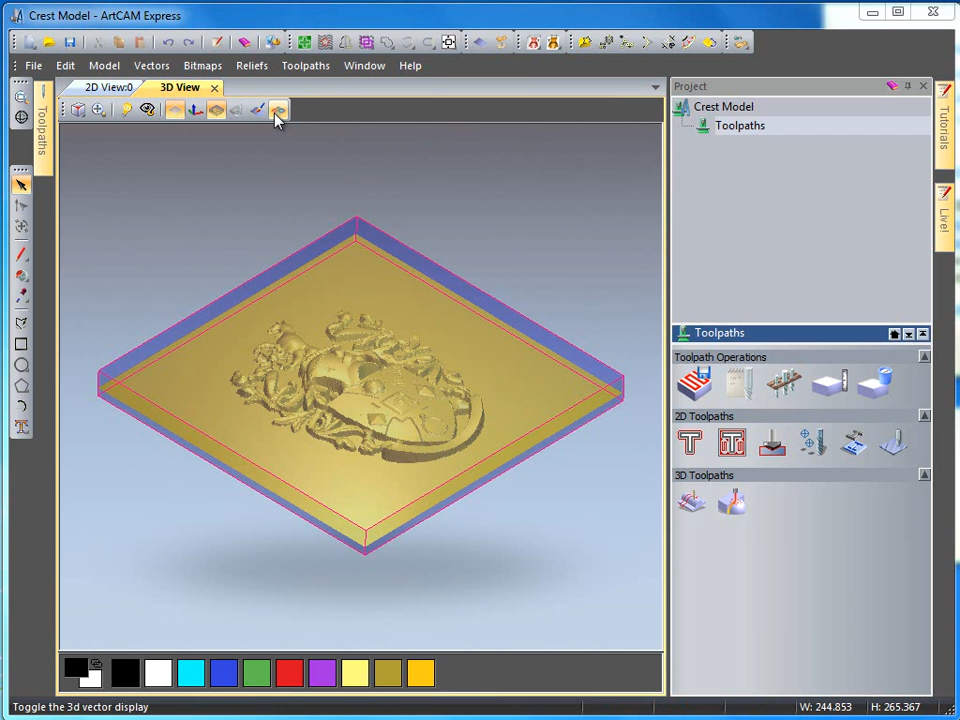 Crest Model - ArtCAM Express
File Edit Model Vectors Bitmaps Reliefs Toolpaths Window Help
2D View:0 3D View
Project
Crest Model
Toolpaths
Toolpaths
Tutorials
Live!
Toolpaths
Toolpath Operations
2D Toolpaths
3D Toolpaths
Toggle the 3d vector display
W: 244.853 H: 265.367